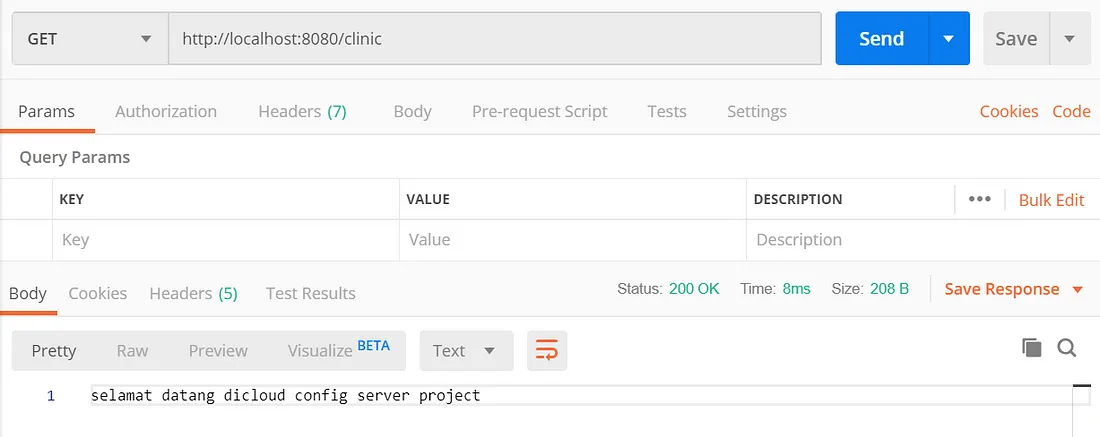 GET http://localhost:8080/clinic Send Save
Params Authorization Headers (7) Body Pre-request Script Tests Settings Cookies Code
Query Params
KEY VALUE DESCRIPTION ••• Bulk Edit
Key Value Description
Body Cookies Headers (5) Test Results Status: 200 OK Time: 8ms Size: 208 B Save Response
Pretty Raw Preview Visualize BETA Text
1 selamat datang dicloud config server project